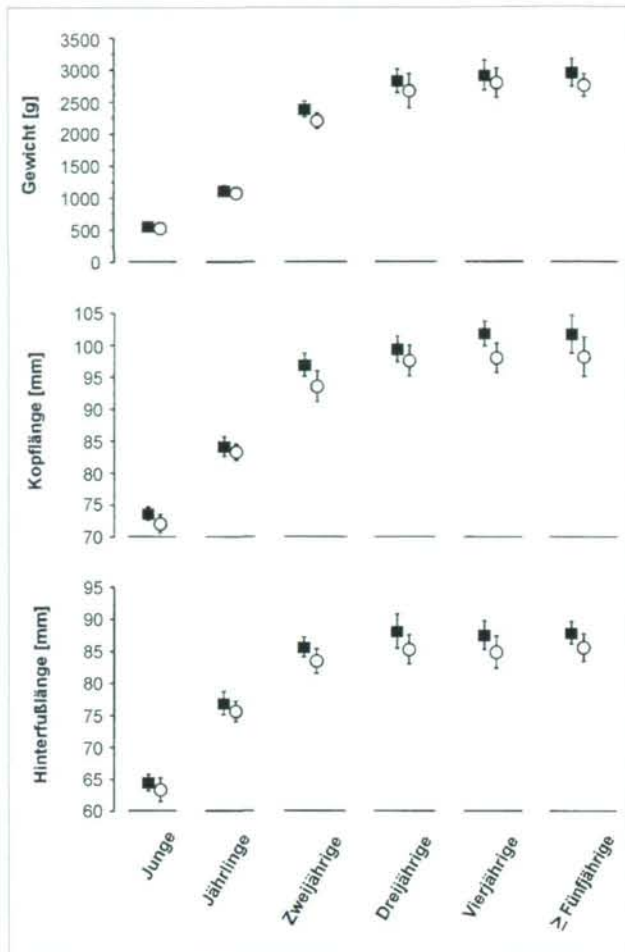 Gewicht [g]
3500
3000
2500
2000
1500
1000
500
0
Kopflänge [mm]
105
100
95
90
85
80
75
70
Hinterfußlänge [mm]
95
90
85
80
75
70
65
60
Junge
Jährlinge
Zweijährige
Dreijährige
Vierjährige
≥ Fünfjährige